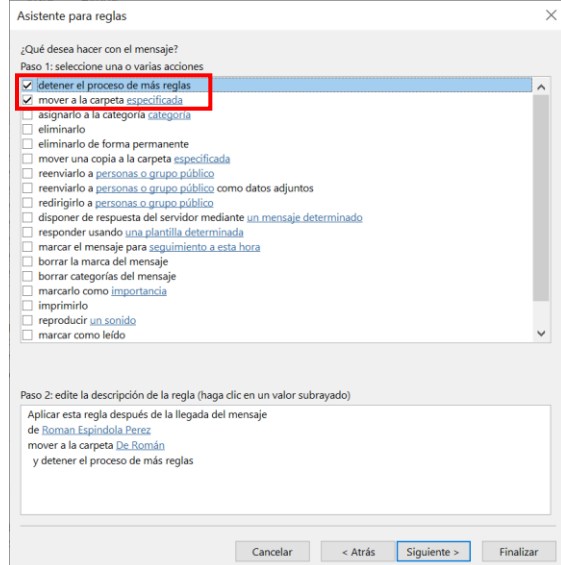 Asistente para reglas
¿Qué desea hacer con el mensaje?
Paso 1: seleccione una o varias acciones
detener el proceso de más reglas
mover a la carpeta especificada
asignarlo a la categoría categoría
eliminarlo
eliminarlo de forma permanente
mover una copia a la carpeta especificada
reenviarlo a personas o grupo público
reenviarlo a personas o grupo público como datos adjuntos
redirigirlo a personas o grupo público
disponer de respuesta del servidor mediante un mensaje determinado
responder usando una plantilla determinada
marcar el mensaje para seguimiento a esta hora
borrar la marca del mensaje
borrar categorías del mensaje
marcarlo como importancia
imprimirlo
reproducir un sonido
marcar como leído
Paso 2: edite la descripción de la regla (haga clic en un valor subrayado)
Aplicar esta regla después de la llegada del mensaje
de Roman Espindola Perez
mover a la carpeta De Román
y detener el proceso de más reglas
Cancelar < Atrás Siguiente > Finalizar